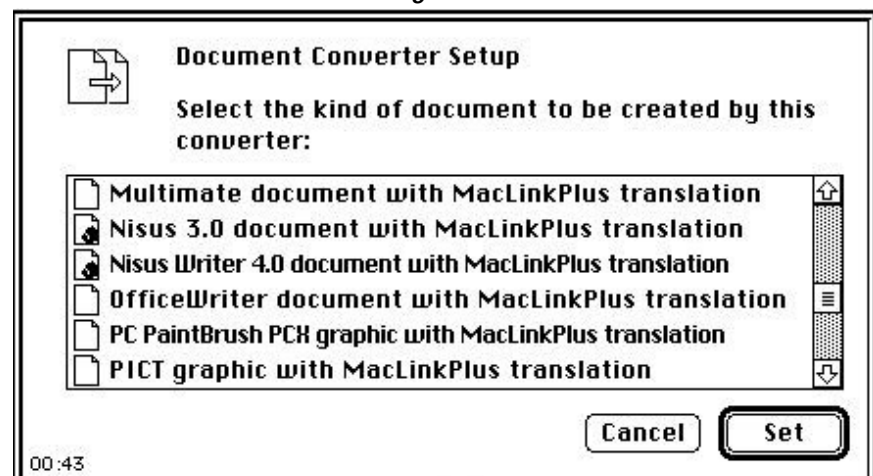 Document Converter Setup
Select the kind of document to be created by this
converter:
Multimate document with MacLinkPlus translation
Nisus 3.0 document with MacLinkPlus translation
Nisus Writer 4.0 document with MacLinkPlus translation
OfficeWriter document with MacLinkPlus translation
PC PaintBrush PCX graphic with MacLinkPlus translation
PICT graphic with MacLinkPlus translation
Cancel Set
00:43